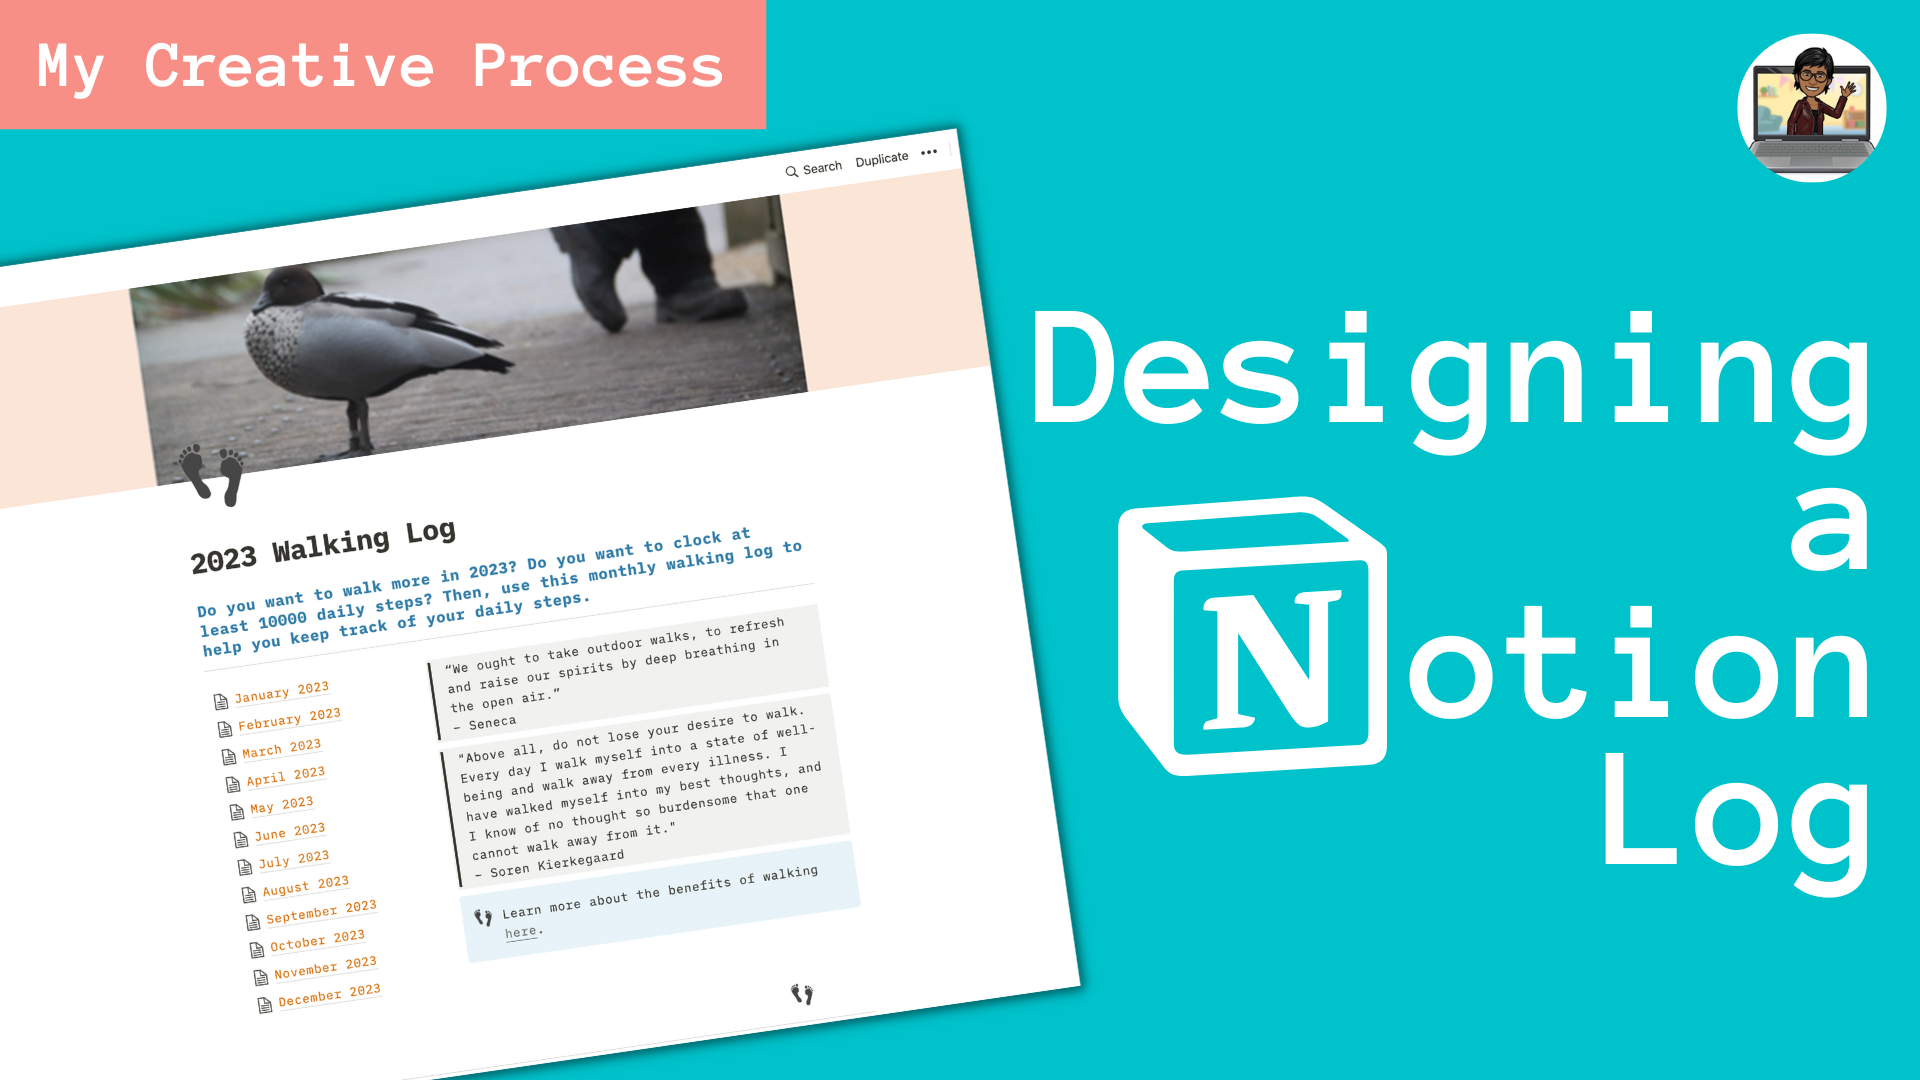 My Creative Process
Search Duplicate •••
2023 Walking Log
Do you want to walk more in 2023? Do you want to clock at
least 10000 daily steps? Then, use this monthly walking log to
help you keep track of your daily steps.
January 2023
February 2023
March 2023
April 2023
May 2023
June 2023
July 2023
August 2023
September 2023
October 2023
November 2023
December 2023
“We ought to take outdoor walks, to refresh
and raise our spirits by deep breathing in
the open air.”
– Seneca
"Above all, do not lose your desire to walk.
Every day I walk myself into a state of well-
being and walk away from every illness. I
have walked myself into my best thoughts, and
I know of no thought so burdensome that one
cannot walk away from it."
– Soren Kierkegaard
Learn more about the benefits of walking
here.
Designing
a
Notion
Log